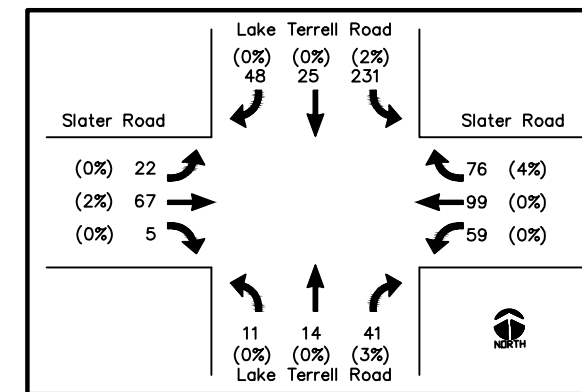 Lake Terrell Road
(0%) (0%) (2%)
48 25 231
Slater Road
Slater Road
(0%) 22
76 (4%)
(2%) 67
99 (0%)
(0%) 5
59 (0%)
11 14 41
(0%) (0%) (3%)
Lake Terrell Road
NORTH